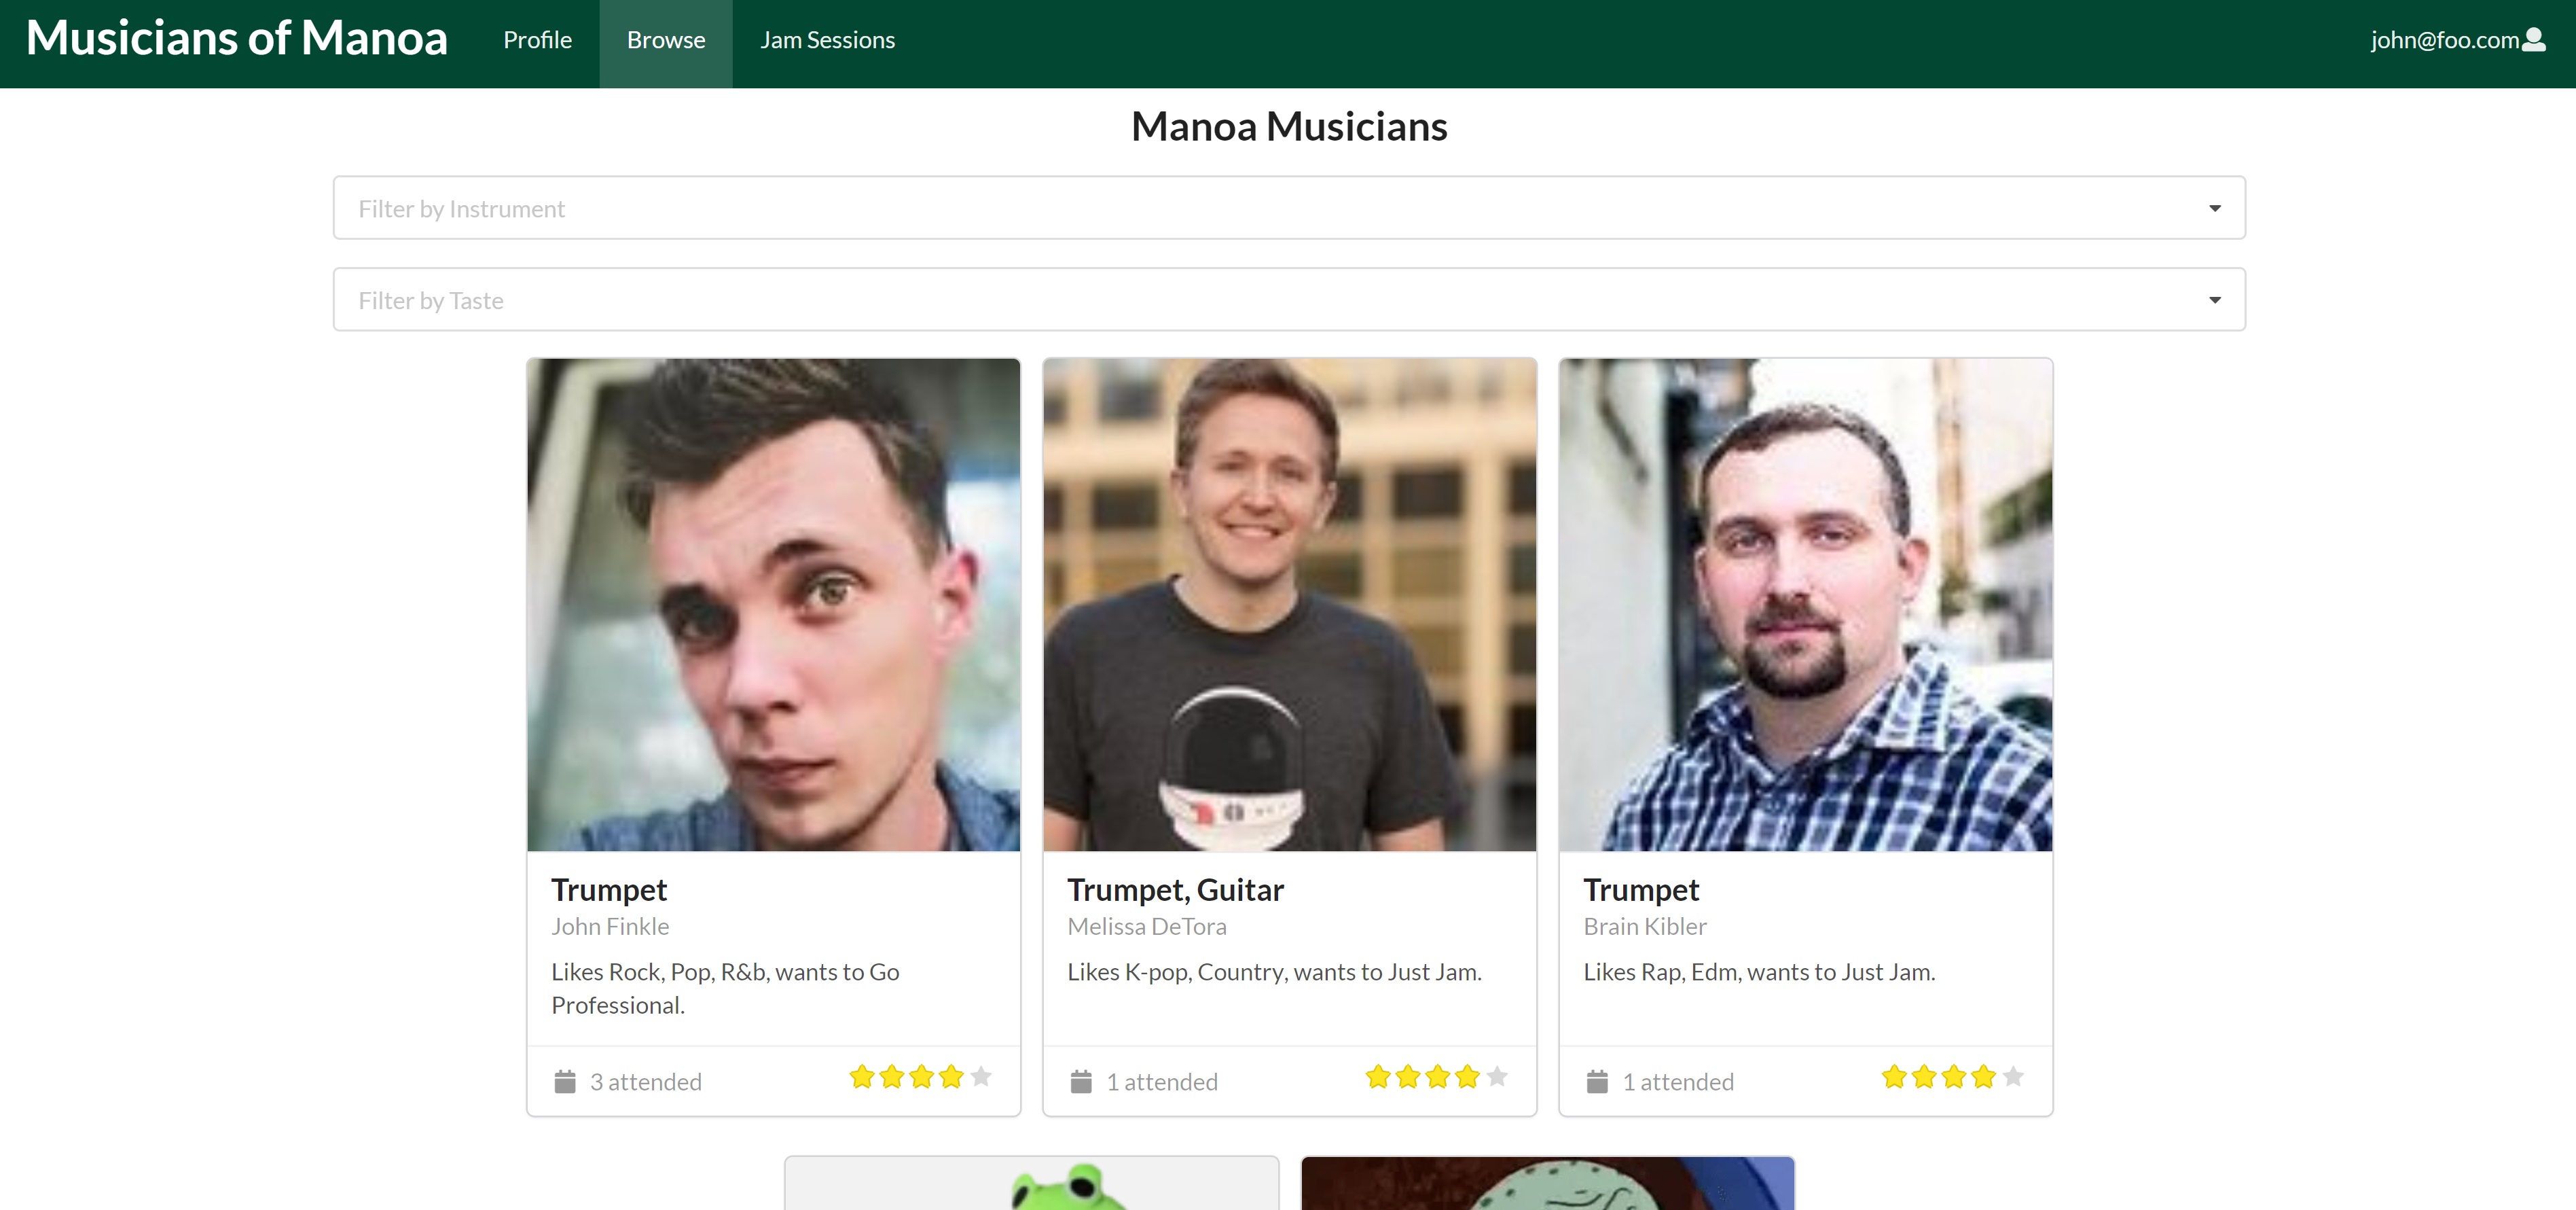 Musicians of Manoa
Profile
Browse
Jam Sessions
john@foo.com
Manoa Musicians
Filter by Instrument
Filter by Taste
Trumpet
John Finkle
Likes Rock, Pop, R&b, wants to Go
Professional.
3 attended
Trumpet, Guitar
Melissa DeTora
Likes K-pop, Country, wants to Just Jam.
1 attended
Trumpet
Brain Kibler
Likes Rap, Edm, wants to Just Jam.
1 attended